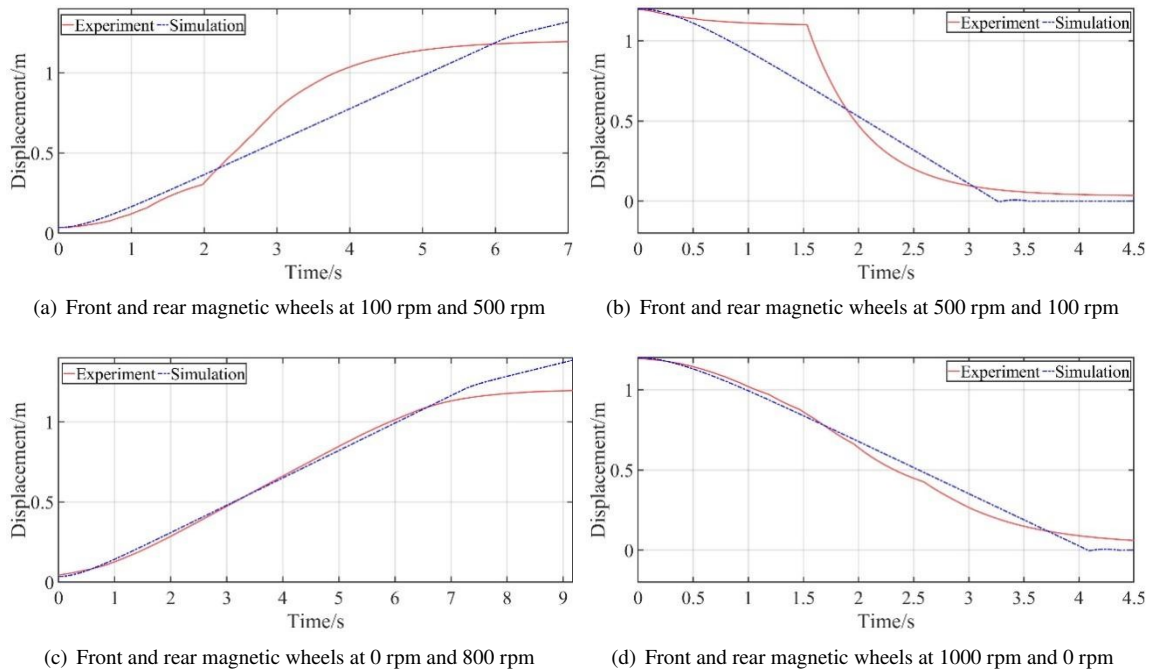 Experiment Simulation
Displacement/m
1
0.5
0
0 1 2 3 4 5 6 7
Time/s
(a) Front and rear magnetic wheels at 100 rpm and 500 rpm
Experiment Simulation
Displacement/m
1
0.5
0
0 0.5 1 1.5 2 2.5 3 3.5 4 4.5
Time/s
(b) Front and rear magnetic wheels at 500 rpm and 100 rpm
Experiment Simulation
Displacement/m
1
0.5
0
0 1 2 3 4 5 6 7 8 9
Time/s
(c) Front and rear magnetic wheels at 0 rpm and 800 rpm
Experiment Simulation
Displacement/m
1
0.5
0
0 0.5 1 1.5 2 2.5 3 3.5 4 4.5
Time/s
(d) Front and rear magnetic wheels at 1000 rpm and 0 rpm